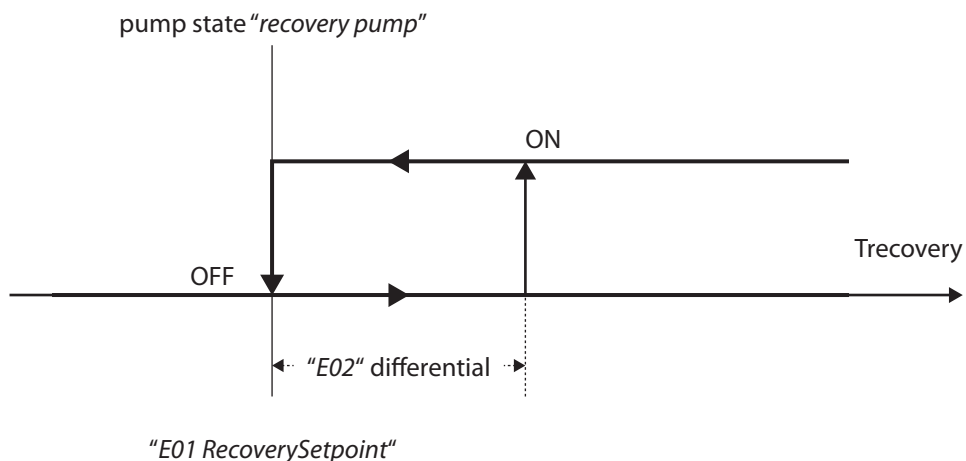 pump state “recovery pump”
ON
Trecovery
OFF
“E02“ differential
“E01 RecoverySetpoint“